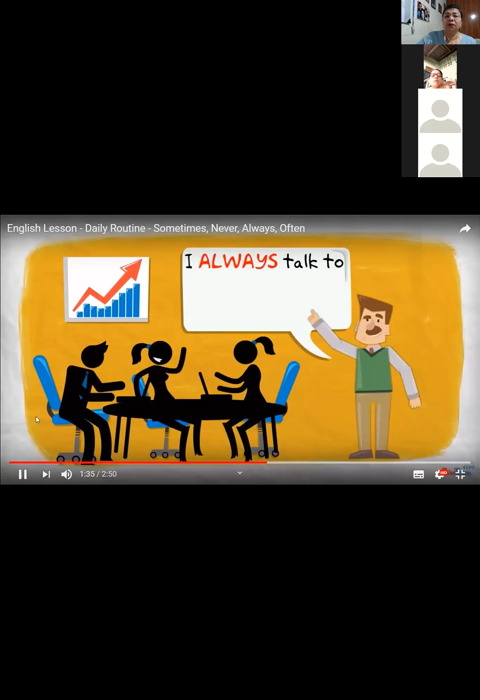 English Lesson - Daily Routine - Sometimes, Never, Always, Often
I ALWAYS talk to
1:35 / 2:50